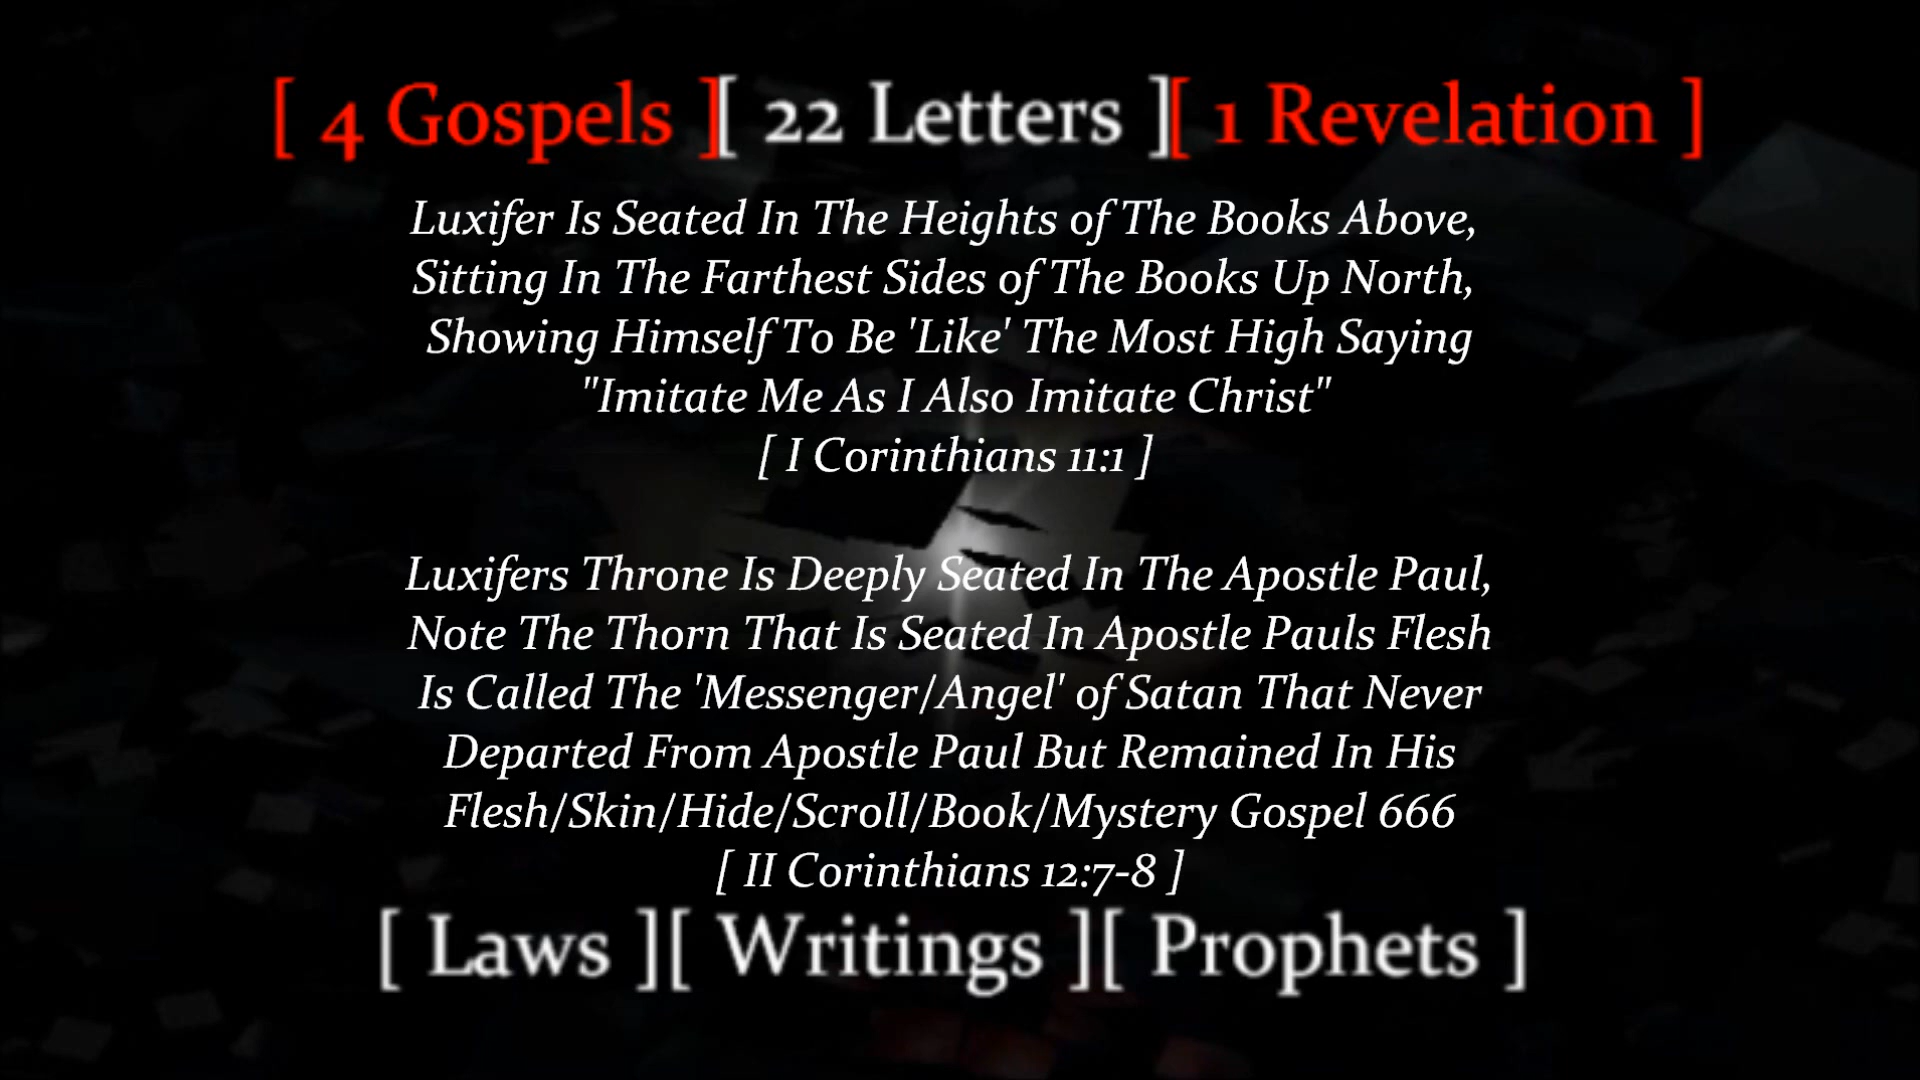 [ 4 Gospels ][ 22 Letters ][ 1 Revelation ]
Luxifer Is Seated In The Heights of The Books Above,
Sitting In The Farthest Sides of The Books Up North,
Showing Himself To Be 'Like' The Most High Saying
"Imitate Me As I Also Imitate Christ"
[ I Corinthians 11:1 ]
Luxifers Throne Is Deeply Seated In The Apostle Paul,
Note The Thorn That Is Seated In Apostle Pauls Flesh
Is Called The 'Messenger/Angel' of Satan That Never
Departed From Apostle Paul But Remained In His
Flesh/Skin/Hide/Scroll/Book/Mystery Gospel 666
[ II Corinthians 12:7-8 ]
[ Laws ][ Writings ][ Prophets ]